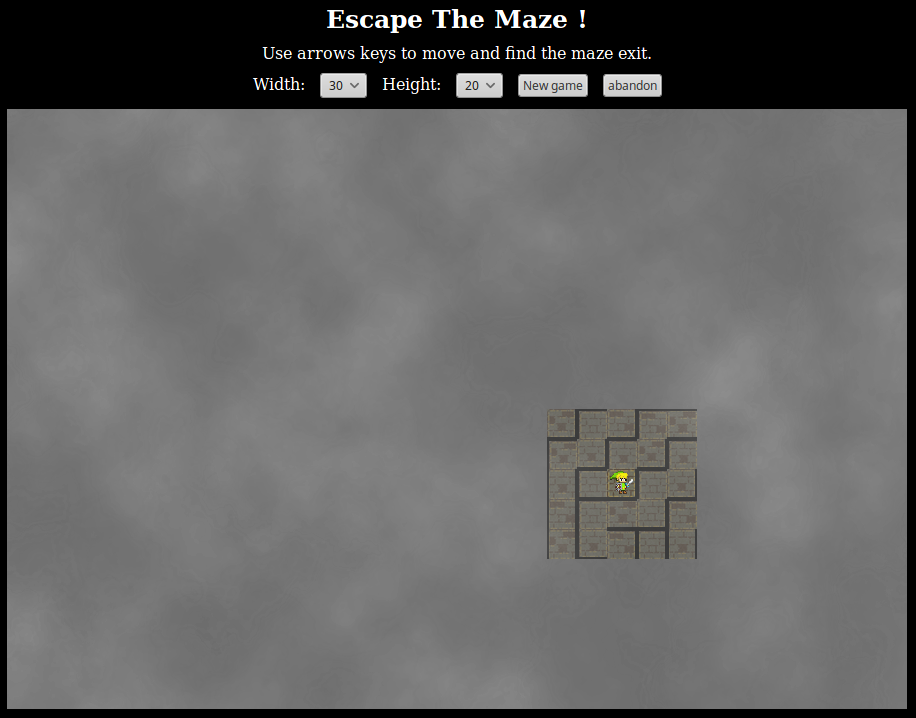 Escape The Maze !
Use arrows keys to move and find the maze exit.
Width: 30 Height: 20 New game abandon